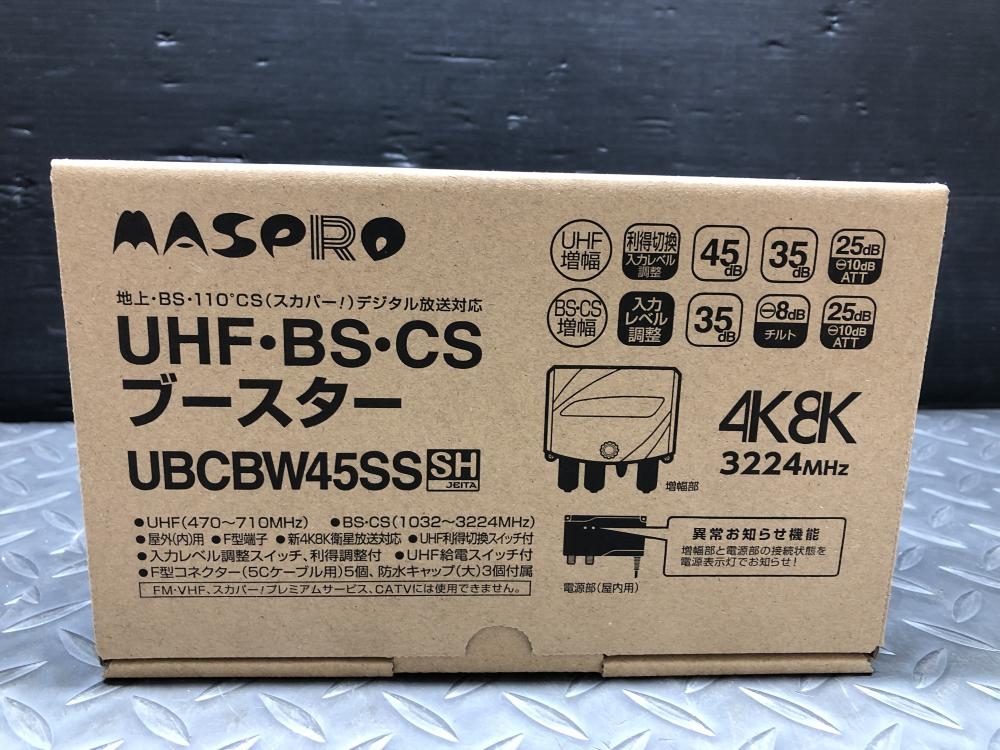 MASPRO
地上・BS・110°CS(スカパー!)デジタル放送対応
UHF・BS・CS
ブースター
UBCBW45SS SH
JEITA
●UHF(470〜710MHz) ●BS・CS(1032〜3224MHz)
●屋外(内)用 ●F型端子 ●新4K8K衛星放送対応 ●UHF利得切換スイッチ付
●入力レベル調整スイッチ、利得調整付 ●UHF給電スイッチ付
●F型コネクター(5Cケーブル用)5個、防水キャップ(大)3個付属
FM・VHF、スカパー!プレミアムサービス、CATVには使用できません。
UHF
増幅
利得切換
入力レベル
調整
45dB
35dB
25dB
⊖10dB
ATT
BS・CS
増幅
入力
レベル
調整
35dB
⊖8dB
チルト
25dB
⊖10dB
ATT
4K8K
3224MHz
増幅部
異常お知らせ機能
増幅部と電源部の接続状態を
電源表示灯でお知らせ!
電源部(屋内用)